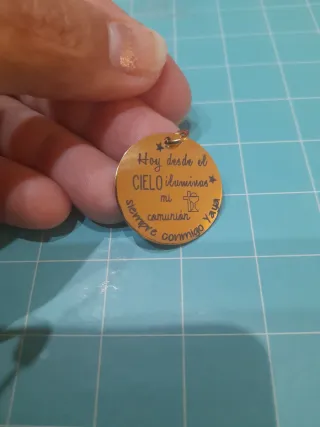 Hoy desde el
CIELO iluminas
mi
comunión
siempre conmigo Yaya